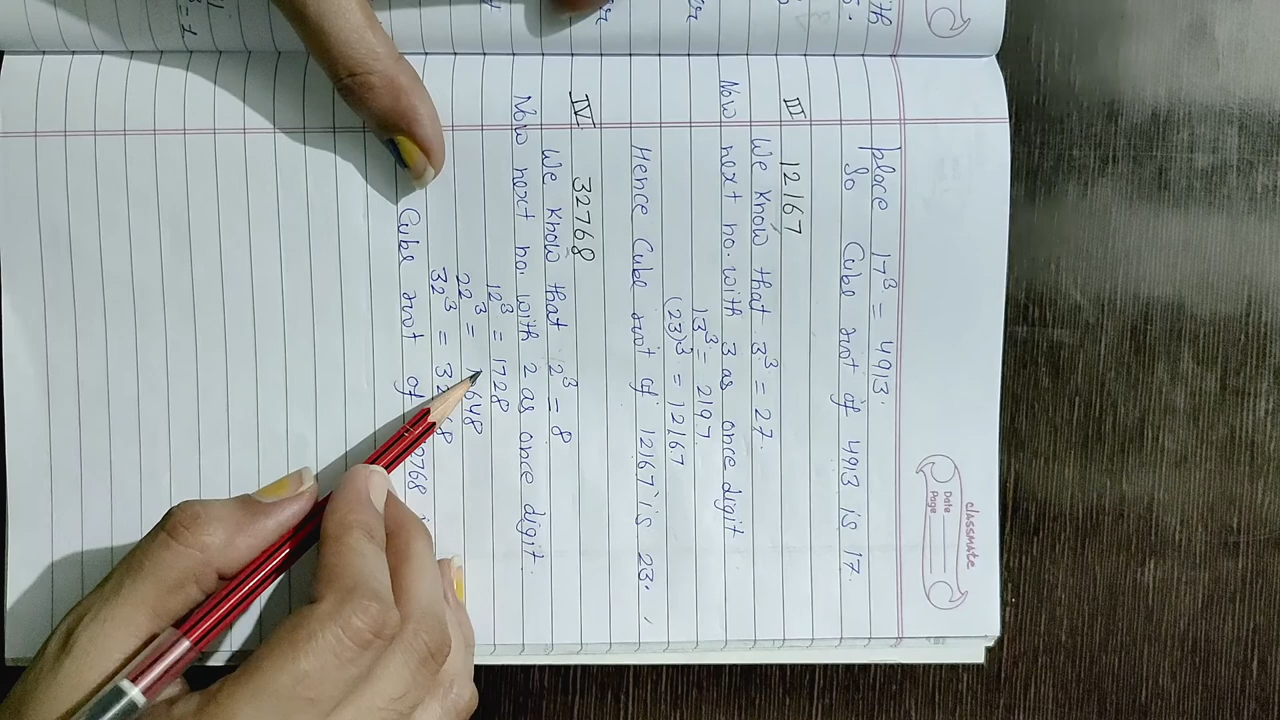 classmate
Date
Page
place 17³ = 4913.
So Cube root of 4913 is 17.
III 12167
We know that 3³ = 27.
Now next no. with 3 as once digit
13³ = 2197
(23)³ = 12167
Hence Cube root of 12167 is 23.
IV 32768
We know that 2³ = 8
Now next no. with 2 as once digit.
12³ = 1728
22³ = 648
32³ = 32 68
Cube root of 2768